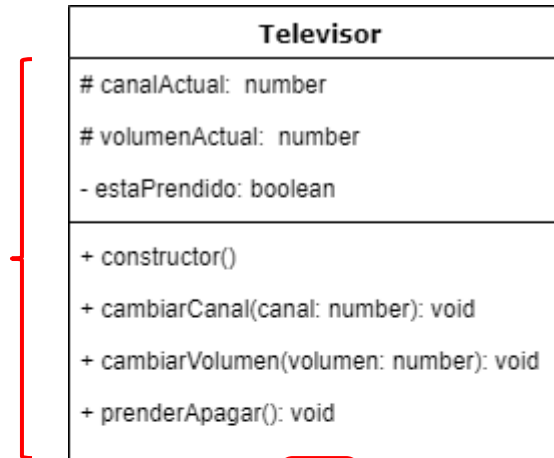 Televisor
# canalActual: number
# volumenActual: number
- estaPrendido: boolean
+ constructor()
+ cambiarCanal(canal: number): void
+ cambiarVolumen(volumen: number): void
+ prenderApagar(): void